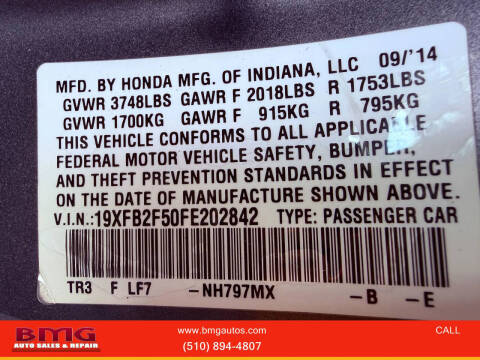 MFD. BY HONDA MFG. OF INDIANA, LLC 09/'14
GVWR 3748LBS GAWR F 2018LBS R 1753LBS
GVWR 1700KG GAWR F 915KG R 795KG
THIS VEHICLE CONFORMS TO ALL APPLICABLE
FEDERAL MOTOR VEHICLE SAFETY, BUMPER,
AND THEFT PREVENTION STANDARDS IN EFFECT
ON THE DATE OF MANUFACTURE SHOWN ABOVE.
V.I.N.: 19XFB2F50FE202842 TYPE: PASSENGER CAR
TR3 F LF7 -NH797MX -B -E
BMG
AUTO SALES & REPAIR
www.bmgautos.com
(510) 894-4807
CALL